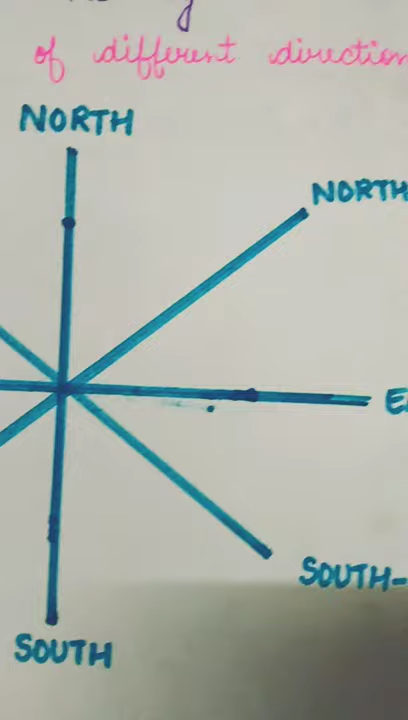 of different direction
NORTH
NORTH
E
SOUTH-
SOUTH